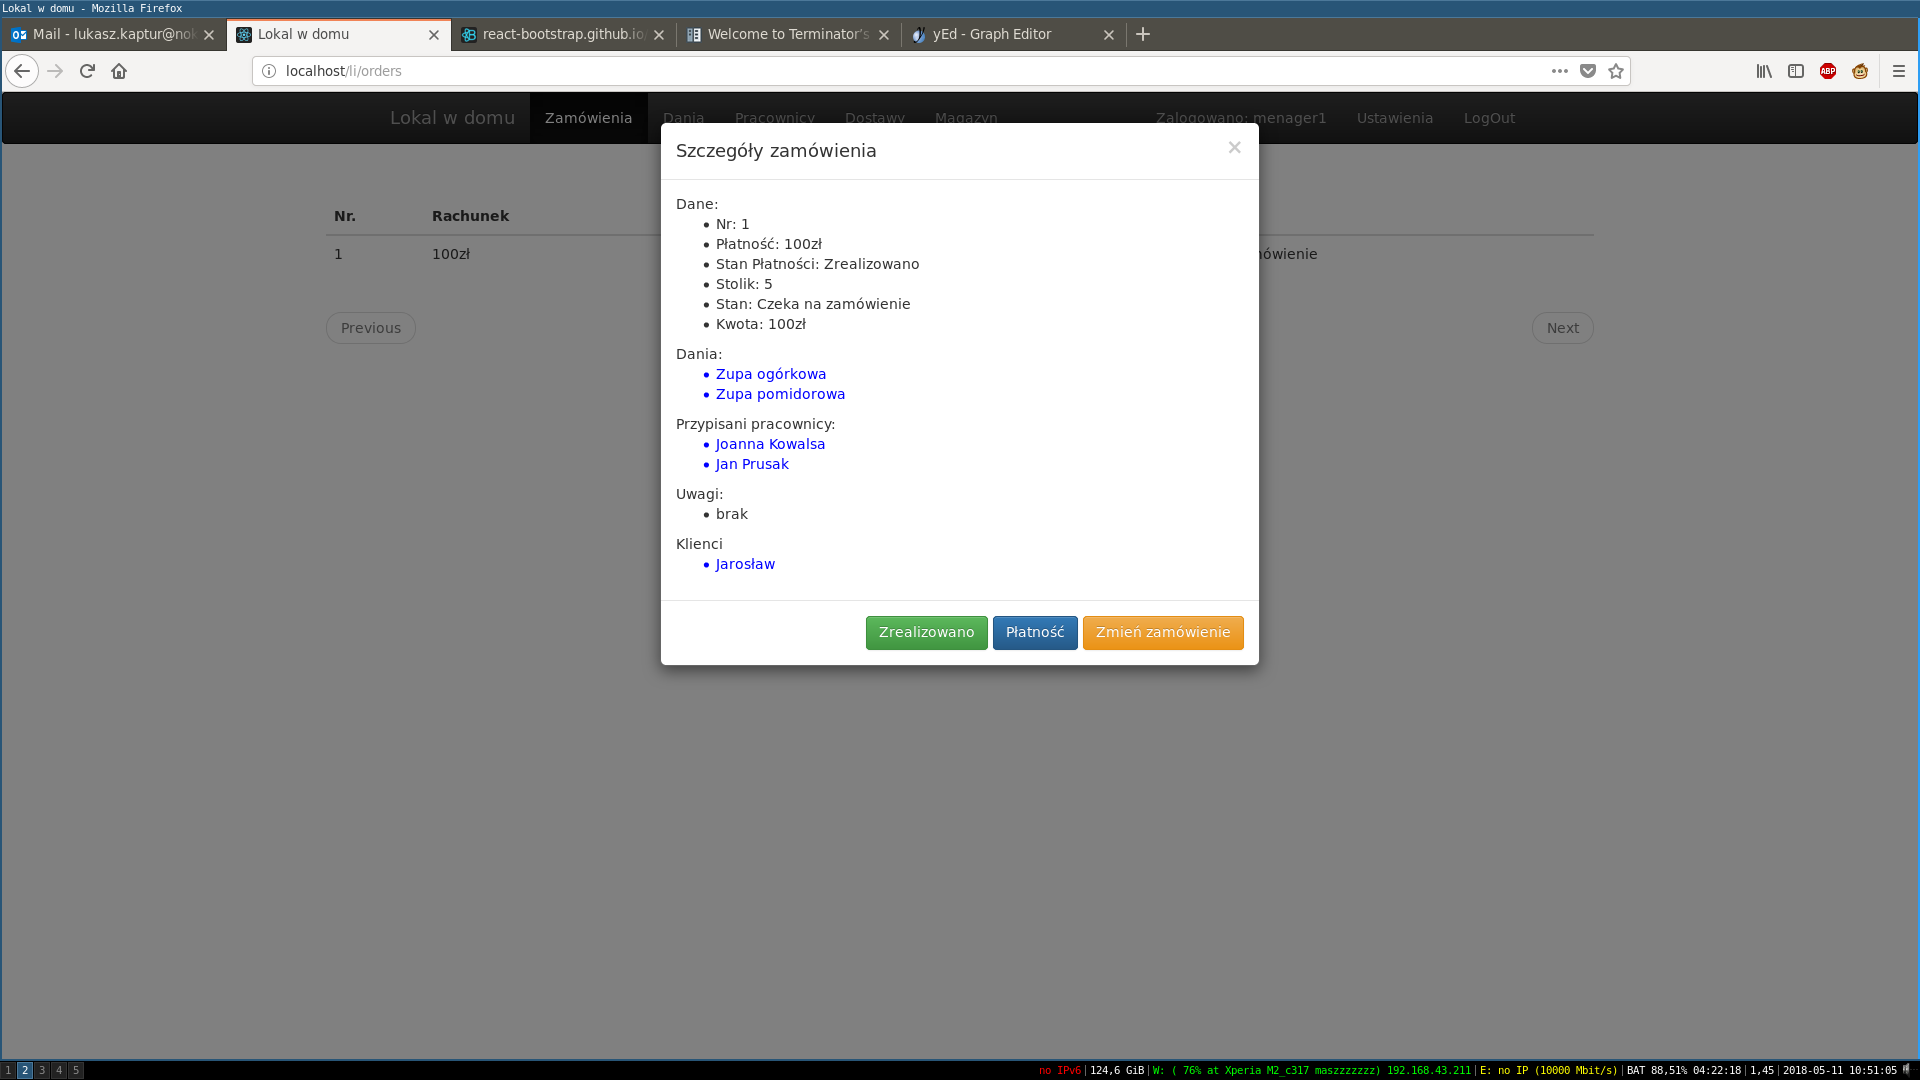 Lokal w domu - Mozilla Firefox
Mail - lukasz.kaptur@no
Lokal w domu
react-bootstrap.github.io
Welcome to Terminator's
yEd - Graph Editor
localhost/li/orders
ABP
Lokal w domu
Zamówienia
Dania
Pracownicy
Dostawy
Magazyn
Zalogowano: menager1
Ustawienia
LogOut
Szczegóły zamówienia
×
Nr.
Rachunek
1
100zł
ówienie
Previous
Next
Dane:
• Nr: 1
• Płatność: 100zł
• Stan Płatności: Zrealizowano
• Stolik: 5
• Stan: Czeka na zamówienie
• Kwota: 100zł
Dania:
• Zupa ogórkowa
• Zupa pomidorowa
Przypisani pracownicy:
• Joanna Kowalsa
• Jan Prusak
Uwagi:
• brak
Klienci
• Jarosław
Zrealizowano
Płatność
Zmień zamówienie
1 2 3 4 5
no IPv6|124,6 GiB|W: ( 76% at Xperia M2_c317 maszzzzzzz) 192.168.43.211|E: no IP (10000 Mbit/s)|BAT 88,51% 04:22:18|1,45|2018-05-11 10:51:05